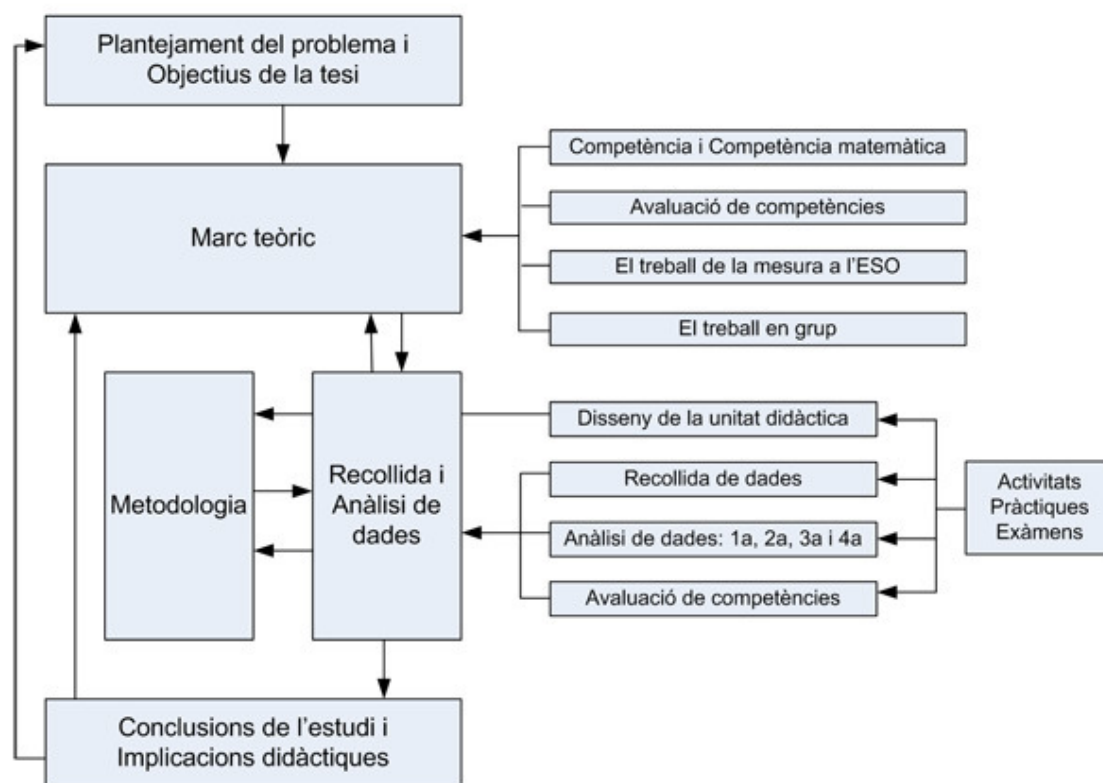 Plantejament del problema i
Objectius de la tesi
Marc teòric
Competència i Competència matemàtica
Avaluació de competències
El treball de la mesura a l'ESO
El treball en grup
Metodologia
Recollida i
Anàlisi de
dades
Disseny de la unitat didàctica
Recollida de dades
Anàlisi de dades: 1a, 2a, 3a i 4a
Avaluació de competències
Activitats
Pràctiques
Exàmens
Conclusions de l'estudi i
Implicacions didàctiques